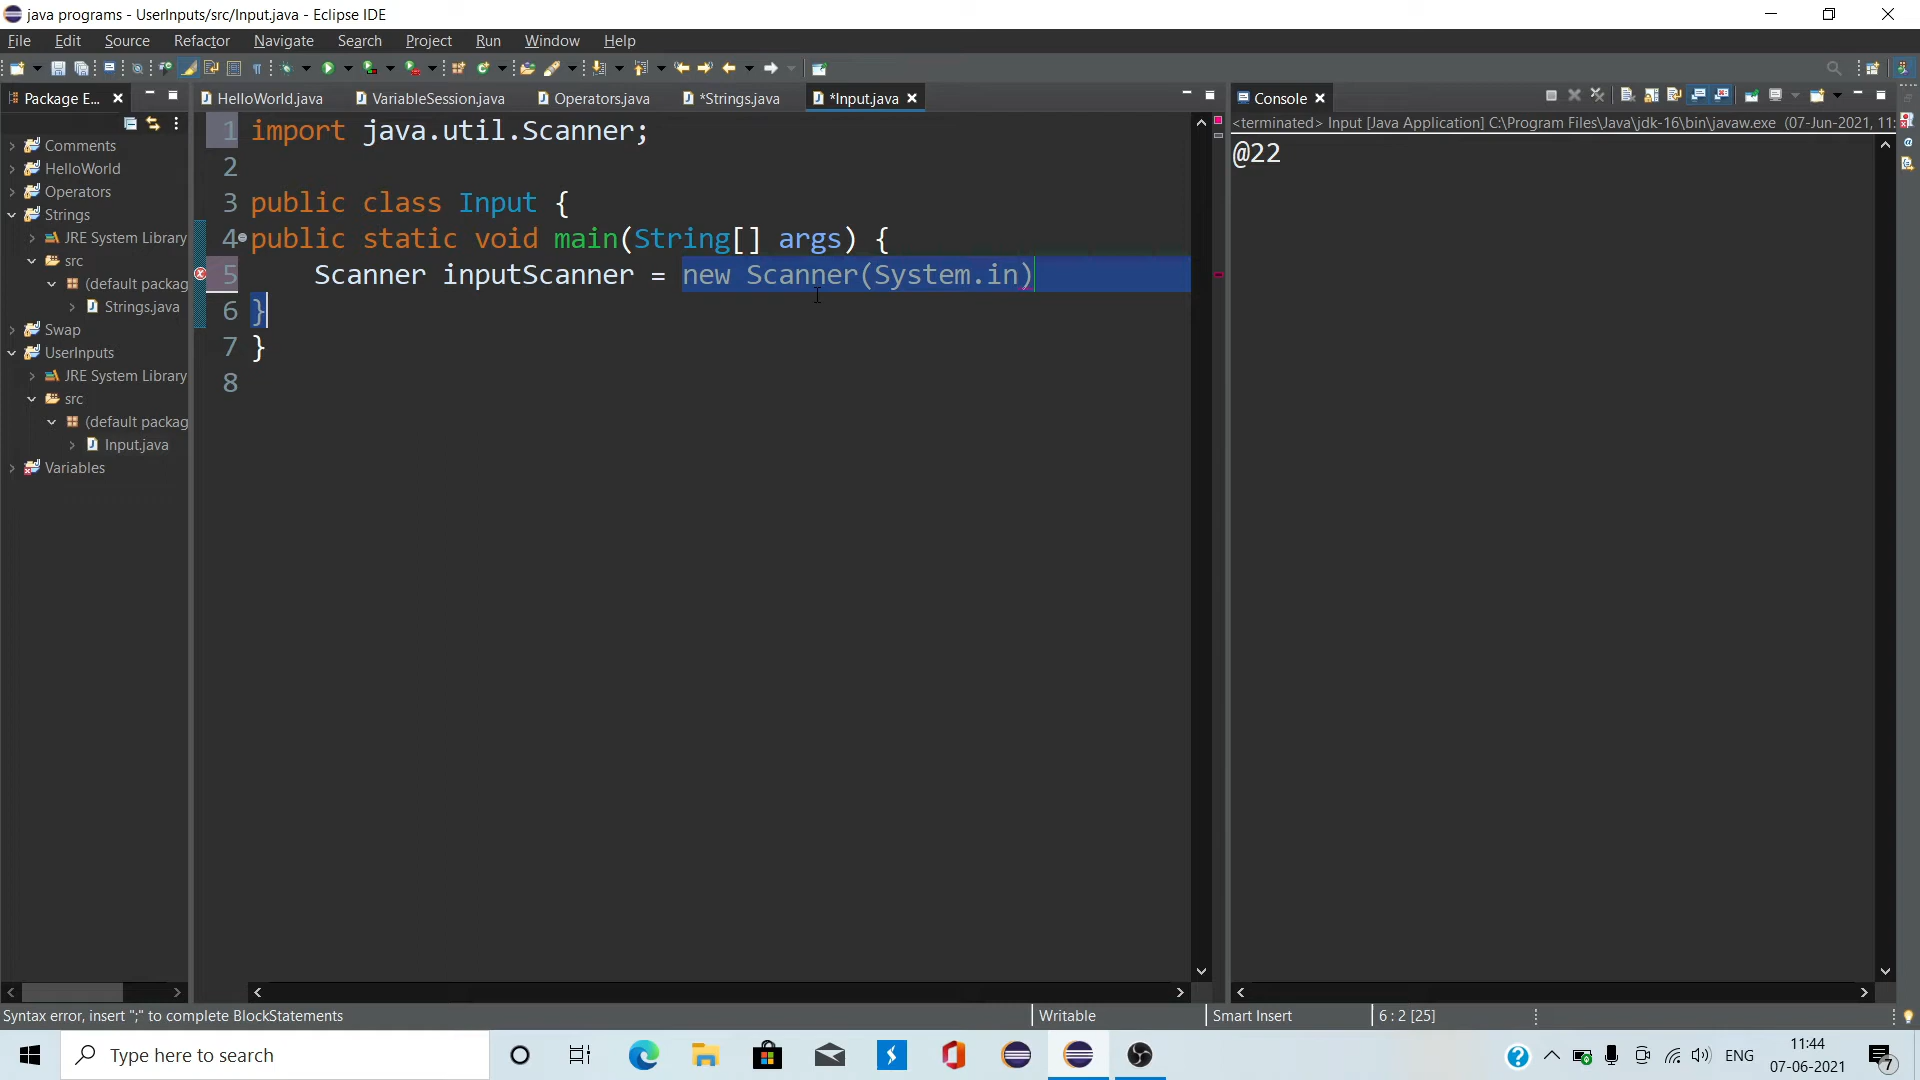 java programs - UserInputs/src/Input.java - Eclipse IDE
File Edit Source Refactor Navigate Search Project Run Window Help
Package E...
Comments
HelloWorld
Operators
Strings
JRE System Library
src
(default packag
Strings.java
Swap
UserInputs
JRE System Library
src
(default packag
Input.java
Variables
HelloWorld.java VariableSession.java Operators.java *Strings.java *Input.java
1 import java.util.Scanner;
2
3 public class Input {
4 public static void main(String[] args) {
5 Scanner inputScanner = new Scanner(System.in)
6 }
7 }
8
Console
<terminated> Input [Java Application] C:\Program Files\Java\jdk-16\bin\javaw.exe (07-Jun-2021, 11:
@22
Syntax error, insert ";" to complete BlockStatements Writable Smart Insert 6 : 2 [25]
Type here to search
ENG
11:44
07-06-2021
7